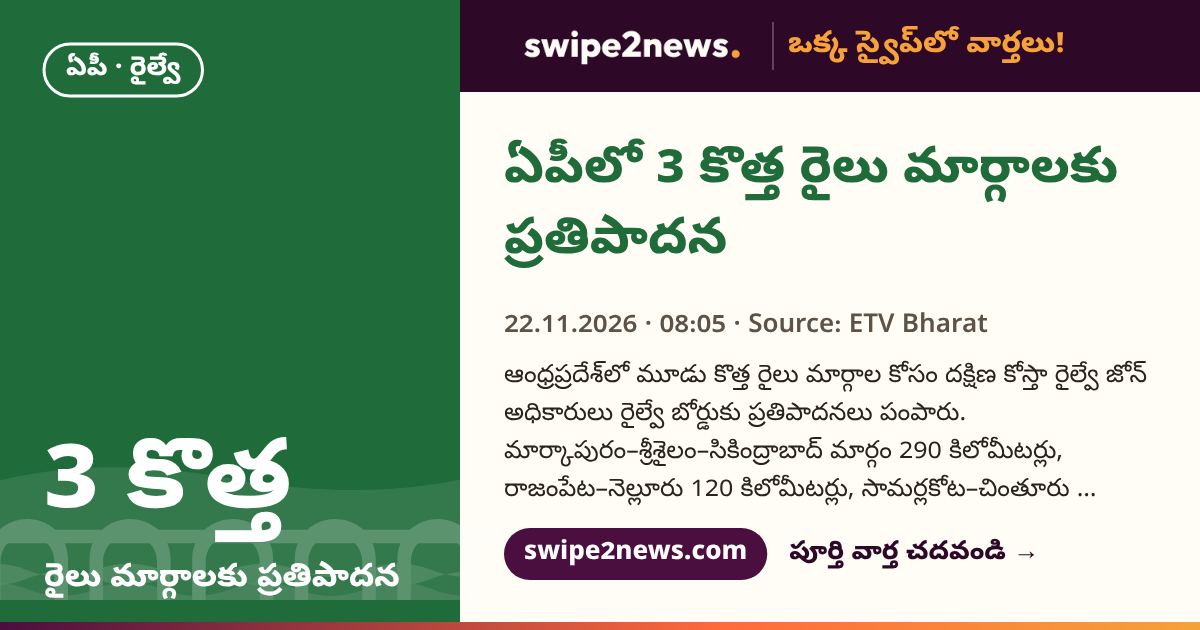 ఏపీ · రైల్వే
3 కొత్త
రైలు మార్గాలకు ప్రతిపాదన
swipe2news.
ఒక్క స్వైప్‌లో వార్తలు!
ఏపీలో 3 కొత్త రైలు మార్గాలకు
ప్రతిపాదన
22.11.2026 · 08:05 · Source: ETV Bharat
ఆంధ్రప్రదేశ్‌లో మూడు కొత్త రైలు మార్గాల కోసం దక్షిణ కోస్తా రైల్వే జోన్
అధికారులు రైల్వే బోర్డుకు ప్రతిపాదనలు పంపారు.
మార్కాపురం–శ్రీశైలం–సికింద్రాబాద్ మార్గం 290 కిలోమీటర్లు,
రాజంపేట–నెల్లూరు 120 కిలోమీటర్లు, సామర్లకోట–చింతూరు ...
swipe2news.com
పూర్తి వార్త చదవండి →